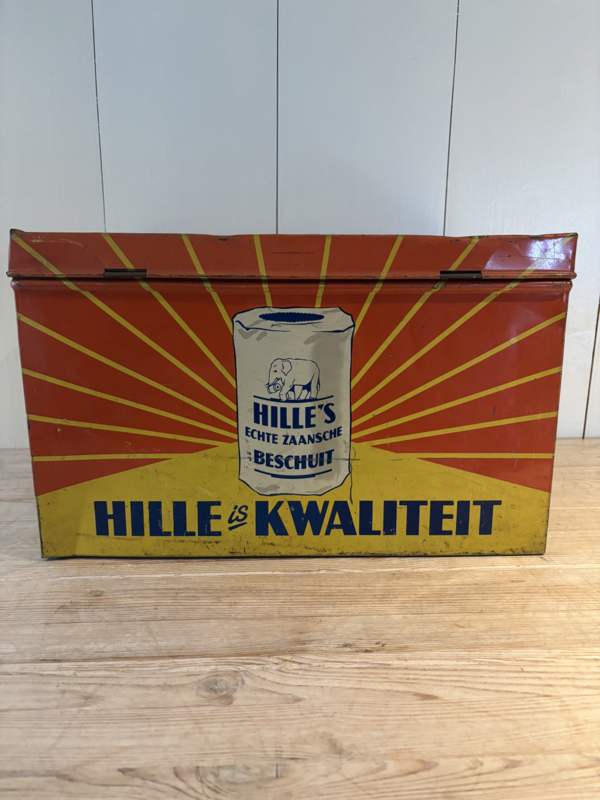 HILLE'S
ECHTE ZAANSCHE
BESCHUIT
HILLE is KWALITEIT